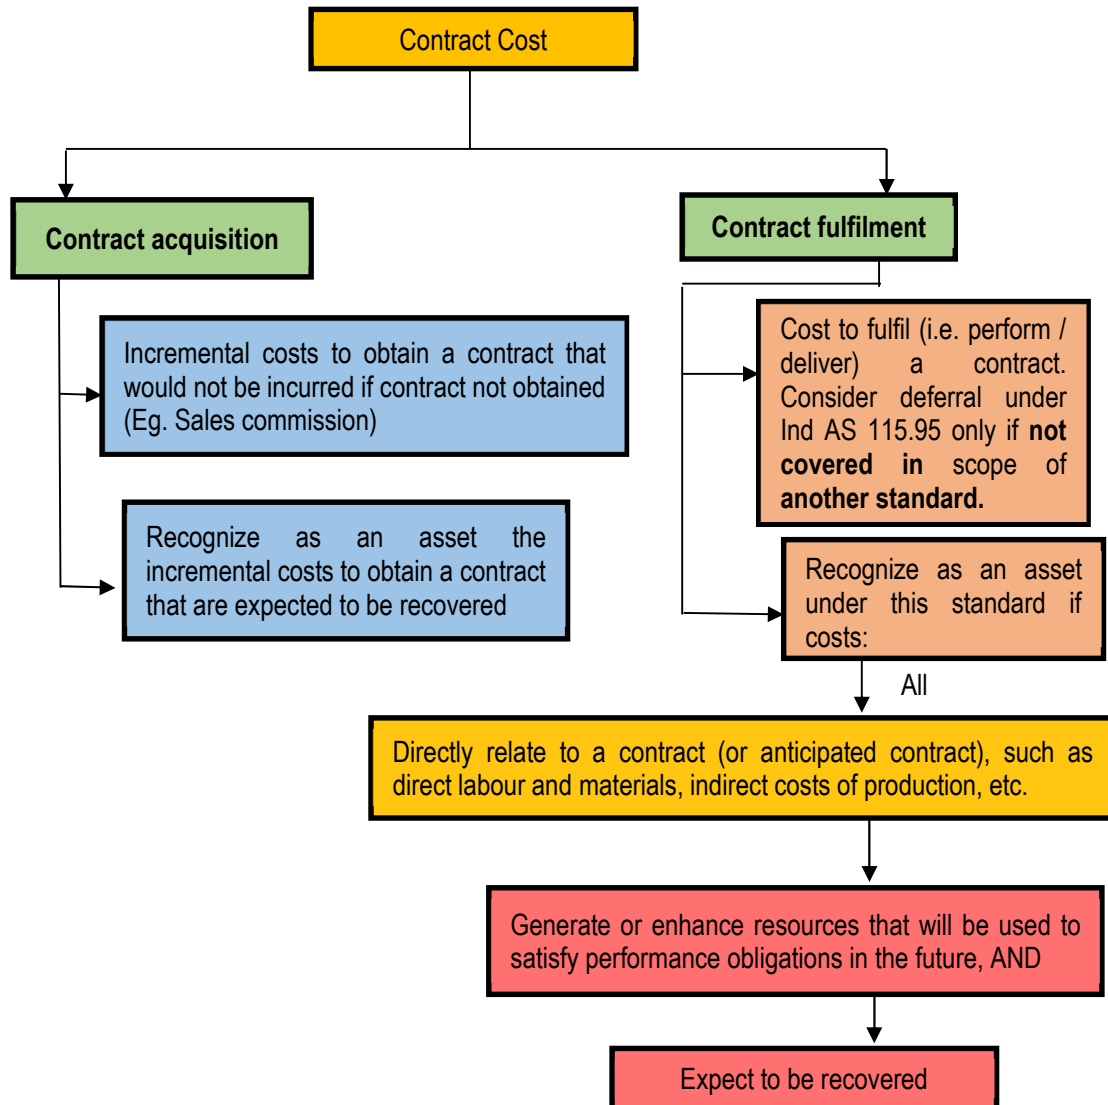 Contract Cost
Contract acquisition
Incremental costs to obtain a contract that
would not be incurred if contract not obtained
(Eg. Sales commission)
Recognize as an asset the
incremental costs to obtain a contract
that are expected to be recovered
Contract fulfilment
Cost to fulfil (i.e. perform /
deliver) a contract.
Consider deferral under
Ind AS 115.95 only if not
covered in scope of
another standard.
Recognize as an asset
under this standard if
costs:
All
Directly relate to a contract (or anticipated contract), such as
direct labour and materials, indirect costs of production, etc.
Generate or enhance resources that will be used to
satisfy performance obligations in the future, AND
Expect to be recovered